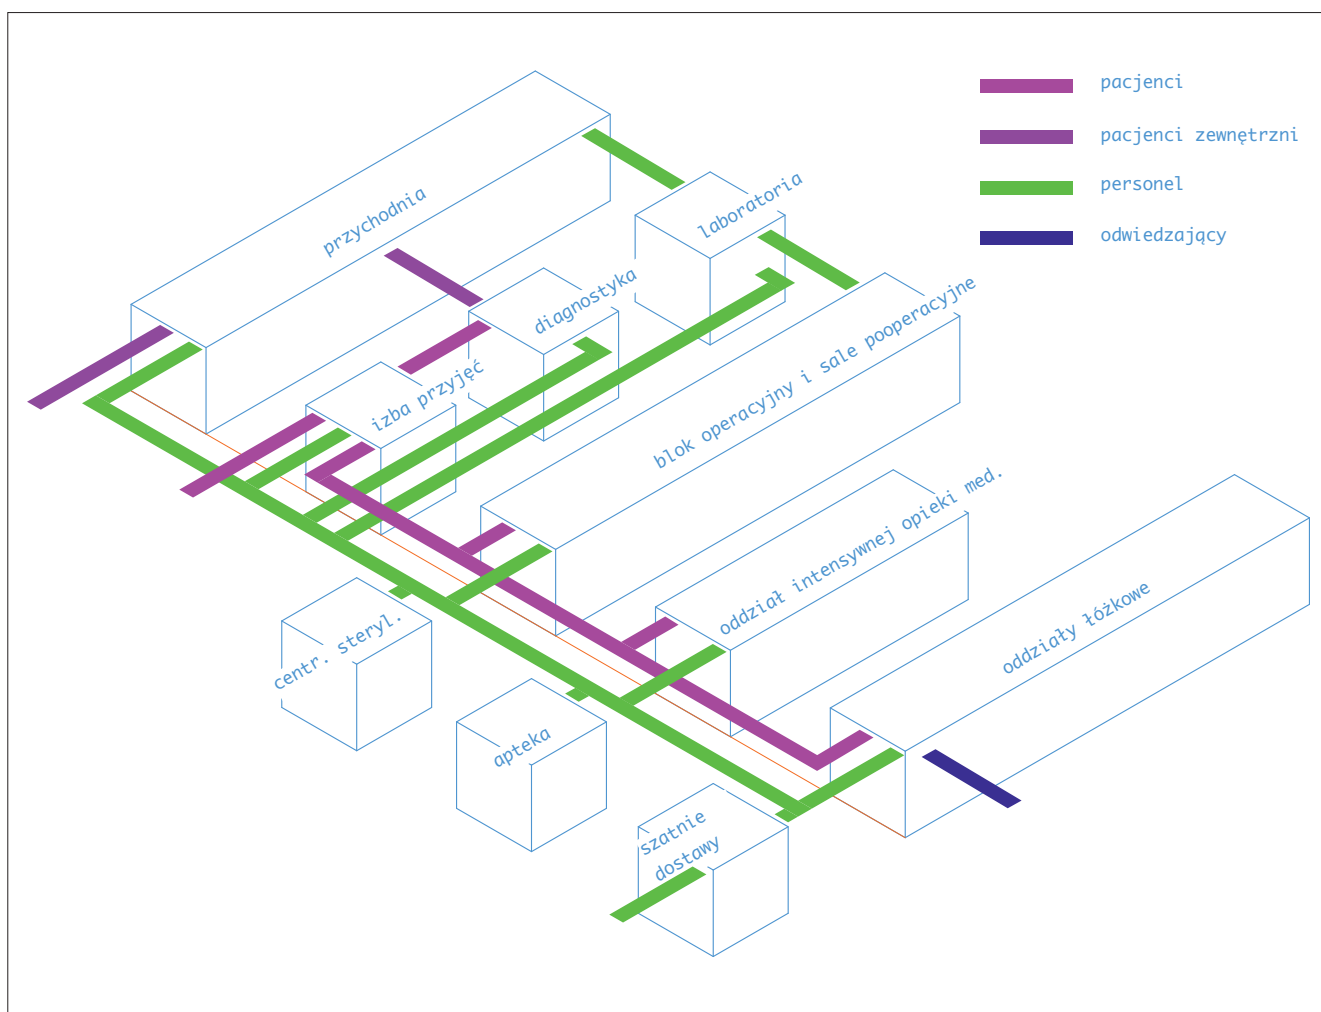 pacjenci
pacjenci zewnętrzni
personel
odwiedzający
przychodnia
laboratoria
diagnostyka
izba przyjęć
blok operacyjny i sale pooperacyjne
oddział intensywnej opieki med.
oddziały łóżkowe
centr. steryl.
apteka
szatnie
dostawy